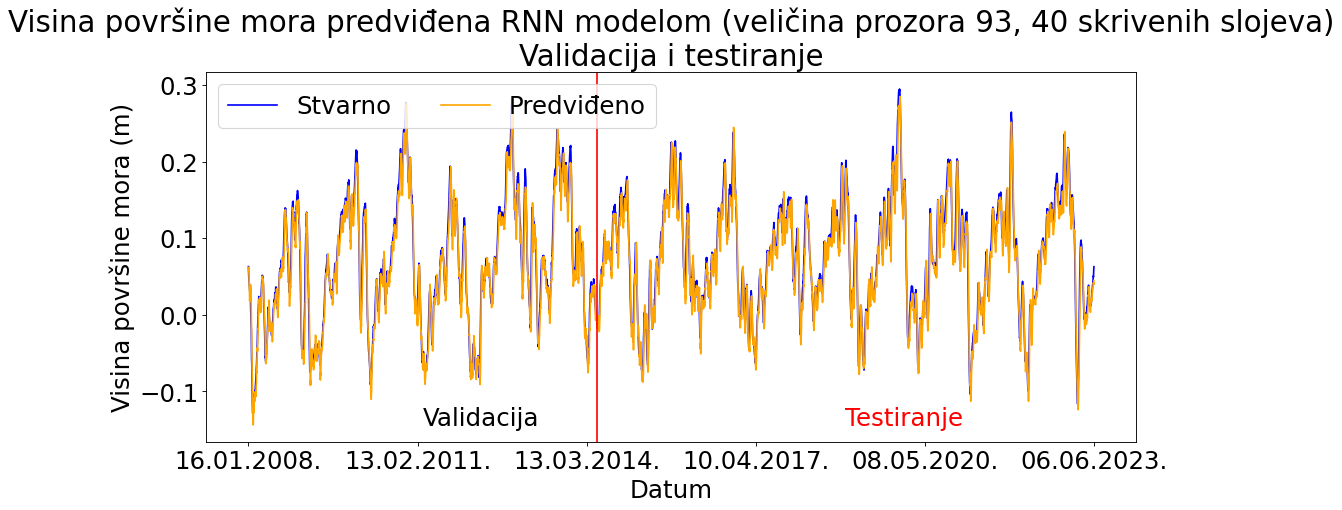 Visina površine mora predviđena RNN modelom (veličina prozora 93, 40 skrivenih slojeva)
Validacija i testiranje
Stvarno
Predviđeno
Visina površine mora (m)
0.3
0.2
0.1
0.0
−0.1
Validacija
Testiranje
16.01.2008.
13.02.2011.
13.03.2014.
10.04.2017.
08.05.2020.
06.06.2023.
Datum